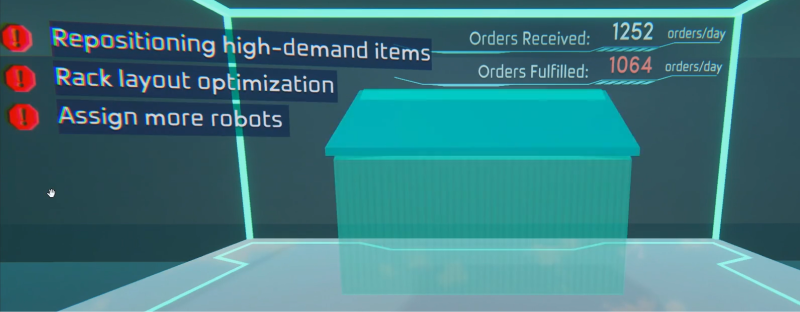 Repositioning high-demand items
Rack layout optimization
Assign more robots
Orders Received: 1252 orders/day
Orders Fulfilled: 1064 orders/day